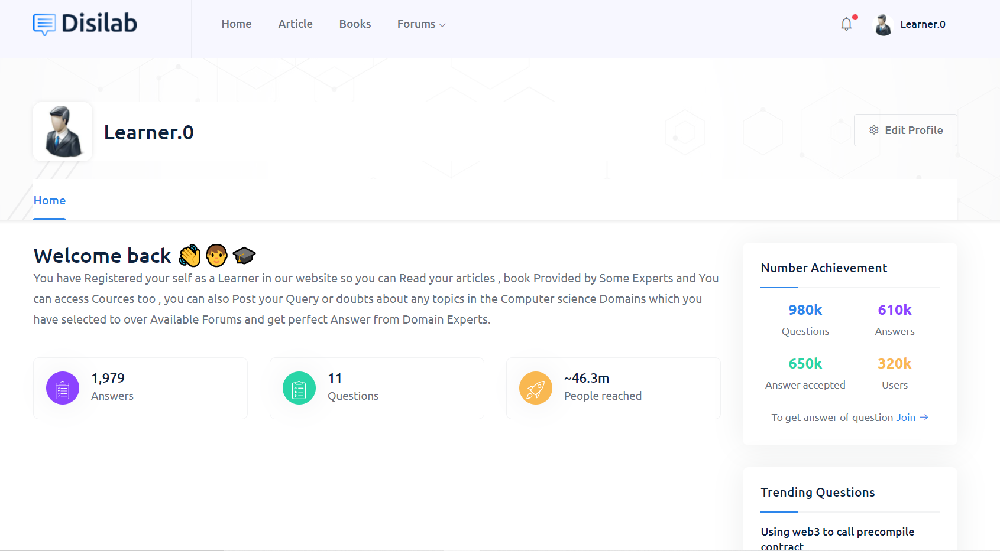 Disilab
Home
Article
Books
Forums
Learner.0
Learner.0
Edit Profile
Home
Welcome back
You have Registered your self as a Learner in our website so you can Read your articles , book Provided by Some Experts and You
can access Cources too , you can also Post your Query or doubts about any topics in the Computer science Domains which you
have selected to over Available Forums and get perfect Answer from Domain Experts.
1,979
Answers
11
Questions
~46.3m
People reached
Number Achievement
980k
Questions
610k
Answers
650k
Answer accepted
320k
Users
To get answer of question Join →
Trending Questions
Using web3 to call precompile
contract